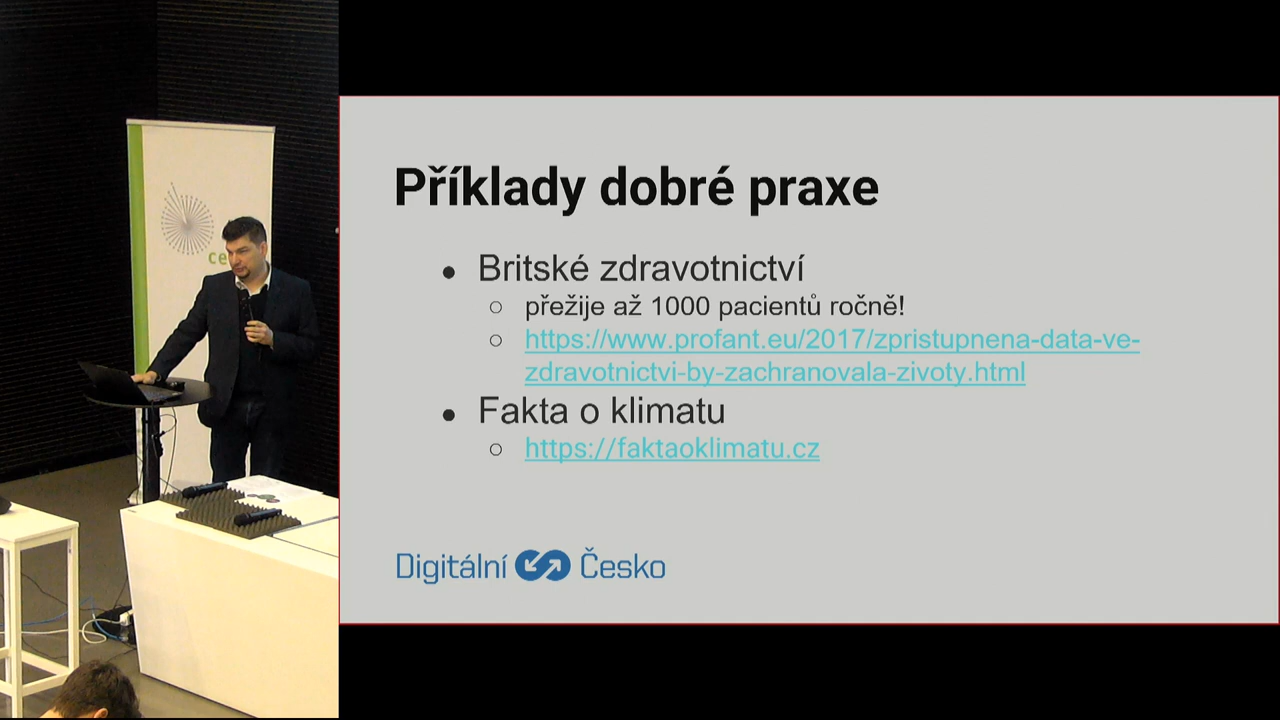 Příklady dobré praxe
● Britské zdravotnictví
○ přežije až 1000 pacientů ročně!
○ https://www.profant.eu/2017/zpristupnena-data-ve-
zdravotnictvi-by-zachranovala-zivoty.html
● Fakta o klimatu
○ https://faktaoklimatu.cz
Digitální Česko
ce